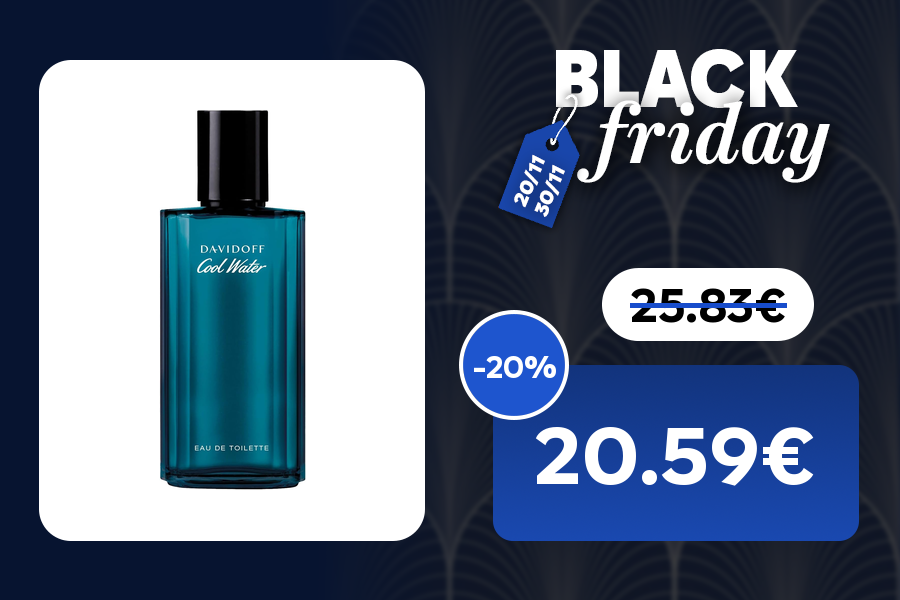 BLACK
friday
20/11
30/11
25.83€
-20%
20.59€
DAVIDOFF
Cool Water
EAU DE TOILETTE